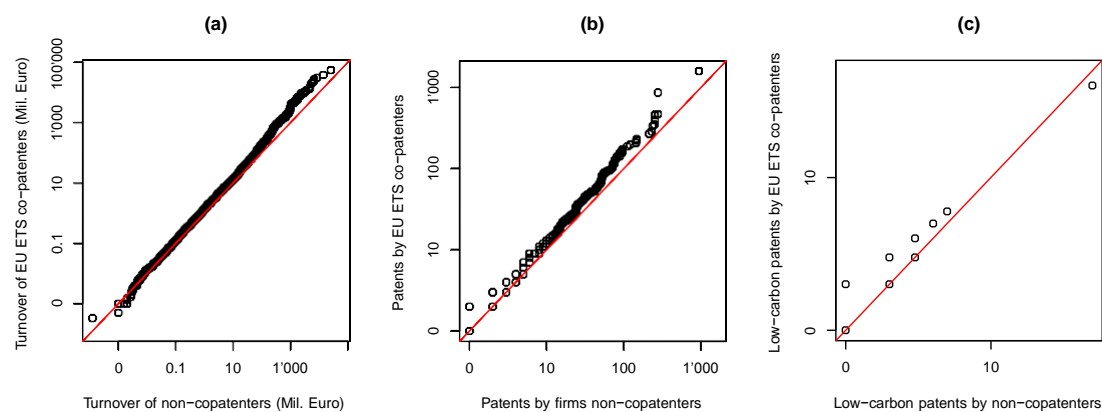 (a)
Turnover of EU ETS co−patenters (Mil. Euro)
100'000
1'000
10
0.1
0
0
0.1
10
1'000
Turnover of non−copatenters (Mil. Euro)
(b)
Patents by EU ETS co−patenters
1'000
100
10
0
0
10
100
1'000
Patents by firms non−copatenters
(c)
Low−carbon patents by EU ETS co−patenters
10
0
0
10
Low−carbon patents by non−copatenters